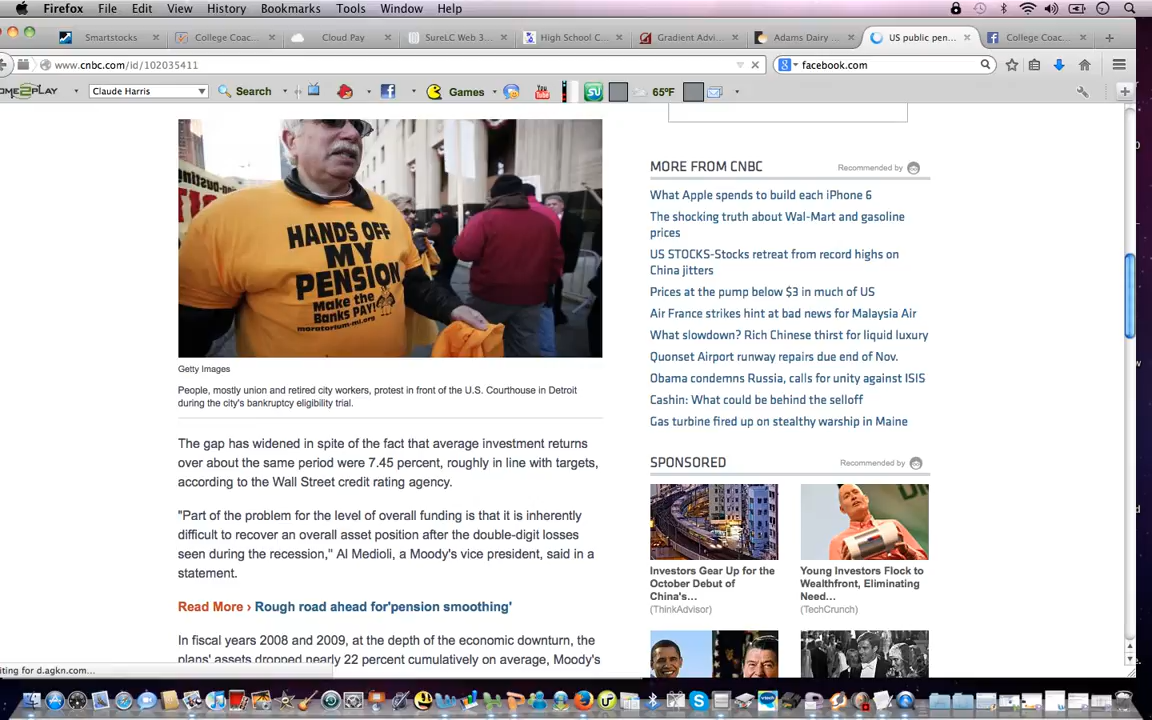 Firefox File Edit View History Bookmarks Tools Window Help
Smartstocks College Coac... Cloud Pay SureLC Web 3... High School C... Gradient Advi... Adams Dairy ... US public pen... College Coac...
www.cnbc.com/id/102035411 facebook.com
OME2PLAY Claude Harris Search Games You Tube 65°F
HANDS OFF
MY
PENSION
Make the
Banks PAY!
moratorium-mi.org
Getty Images
People, mostly union and retired city workers, protest in front of the U.S. Courthouse in Detroit
during the city's bankruptcy eligibility trial.
The gap has widened in spite of the fact that average investment returns
over about the same period were 7.45 percent, roughly in line with targets,
according to the Wall Street credit rating agency.
"Part of the problem for the level of overall funding is that it is inherently
difficult to recover an overall asset position after the double-digit losses
seen during the recession," Al Medioli, a Moody's vice president, said in a
statement.
Read More › Rough road ahead for'pension smoothing'
In fiscal years 2008 and 2009, at the depth of the economic downturn, the
plans' assets dropped nearly 22 percent cumulatively on average, Moody's
MORE FROM CNBC Recommended by
What Apple spends to build each iPhone 6
The shocking truth about Wal-Mart and gasoline
prices
US STOCKS-Stocks retreat from record highs on
China jitters
Prices at the pump below $3 in much of US
Air France strikes hint at bad news for Malaysia Air
What slowdown? Rich Chinese thirst for liquid luxury
Quonset Airport runway repairs due end of Nov.
Obama condemns Russia, calls for unity against ISIS
Cashin: What could be behind the selloff
Gas turbine fired up on stealthy warship in Maine
SPONSORED Recommended by
Investors Gear Up for the
October Debut of
China's...
(ThinkAdvisor)
Young Investors Flock to
Wealthfront, Eliminating
Need...
(TechCrunch)
iting for d.agkn.com...